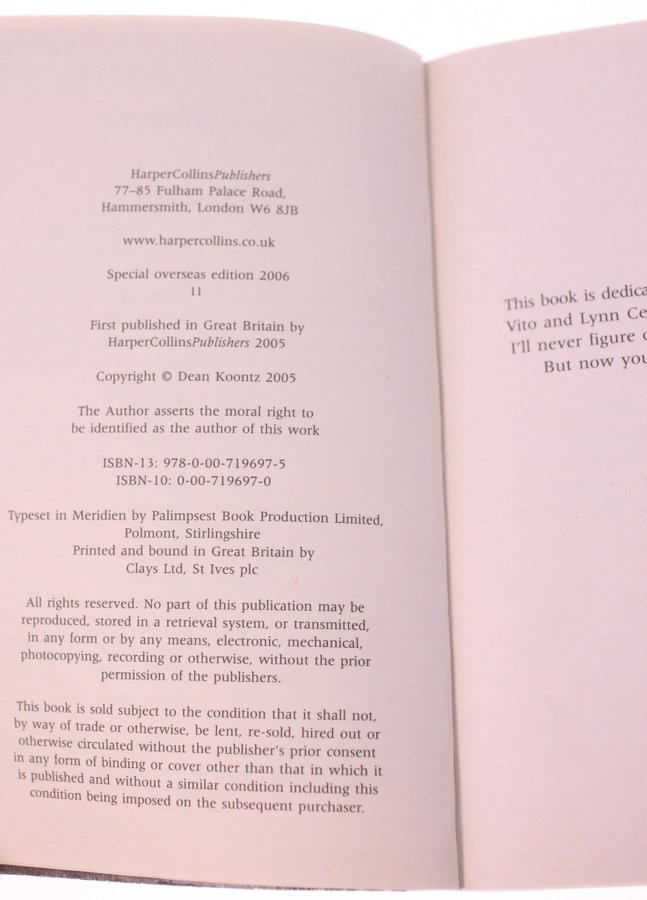 HarperCollinsPublishers
77–85 Fulham Palace Road,
Hammersmith, London W6 8JB
www.harpercollins.co.uk
Special overseas edition 2006
11
First published in Great Britain by
HarperCollinsPublishers 2005
Copyright © Dean Koontz 2005
The Author asserts the moral right to
be identified as the author of this work
ISBN-13: 978-0-00-719697-5
ISBN-10: 0-00-719697-0
Typeset in Meridien by Palimpsest Book Production Limited,
Polmont, Stirlingshire
Printed and bound in Great Britain by
Clays Ltd, St Ives plc
All rights reserved. No part of this publication may be
reproduced, stored in a retrieval system, or transmitted,
in any form or by any means, electronic, mechanical,
photocopying, recording or otherwise, without the prior
permission of the publishers.
This book is sold subject to the condition that it shall not,
by way of trade or otherwise, be lent, re-sold, hired out or
otherwise circulated without the publisher's prior consent
in any form of binding or cover other than that in which it
is published and without a similar condition including this
condition being imposed on the subsequent purchaser.
This book is dedica
Vito and Lynn Ce
I'll never figure
But now you